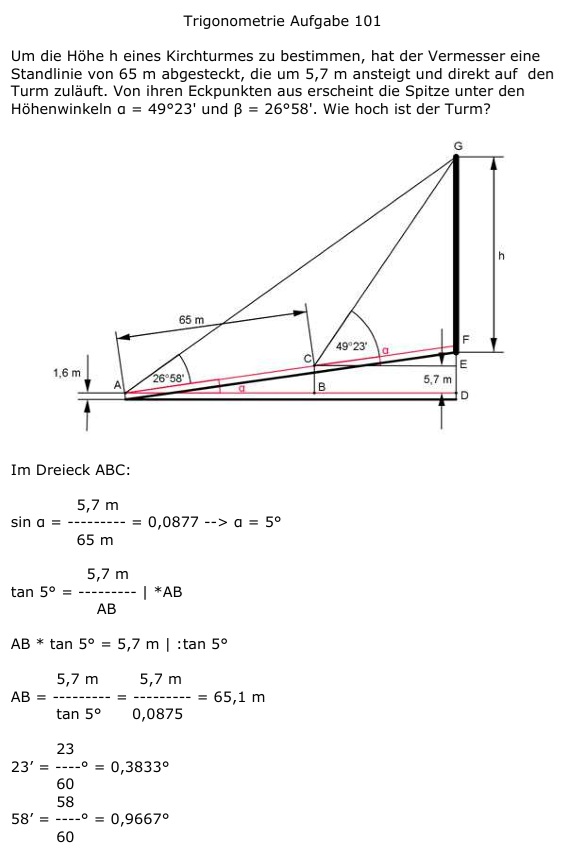 Trigonometrie Aufgabe 101
Um die Höhe h eines Kirchturmes zu bestimmen, hat der Vermesser eine
Standlinie von 65 m abgesteckt, die um 5,7 m ansteigt und direkt auf  den
Turm zuläuft. Von ihren Eckpunkten aus erscheint die Spitze unter den
Höhenwinkeln α = 49°23' und β = 26°58'. Wie hoch ist der Turm?
G
h
65 m
F
C
49°23'
α
E
1,6 m
26°58'
5,7 m
A
α
B
D
Im Dreieck ABC:
5,7 m
sin α = --------- = 0,0877 --> α = 5°
65 m
5,7 m
tan 5° = --------- | *AB
AB
AB * tan 5° = 5,7 m | :tan 5°
5,7 m 5,7 m
AB = --------- = --------- = 65,1 m
tan 5° 0,0875
23
23’ = ----° = 0,3833°
60
58
58’ = ----° = 0,9667°
60